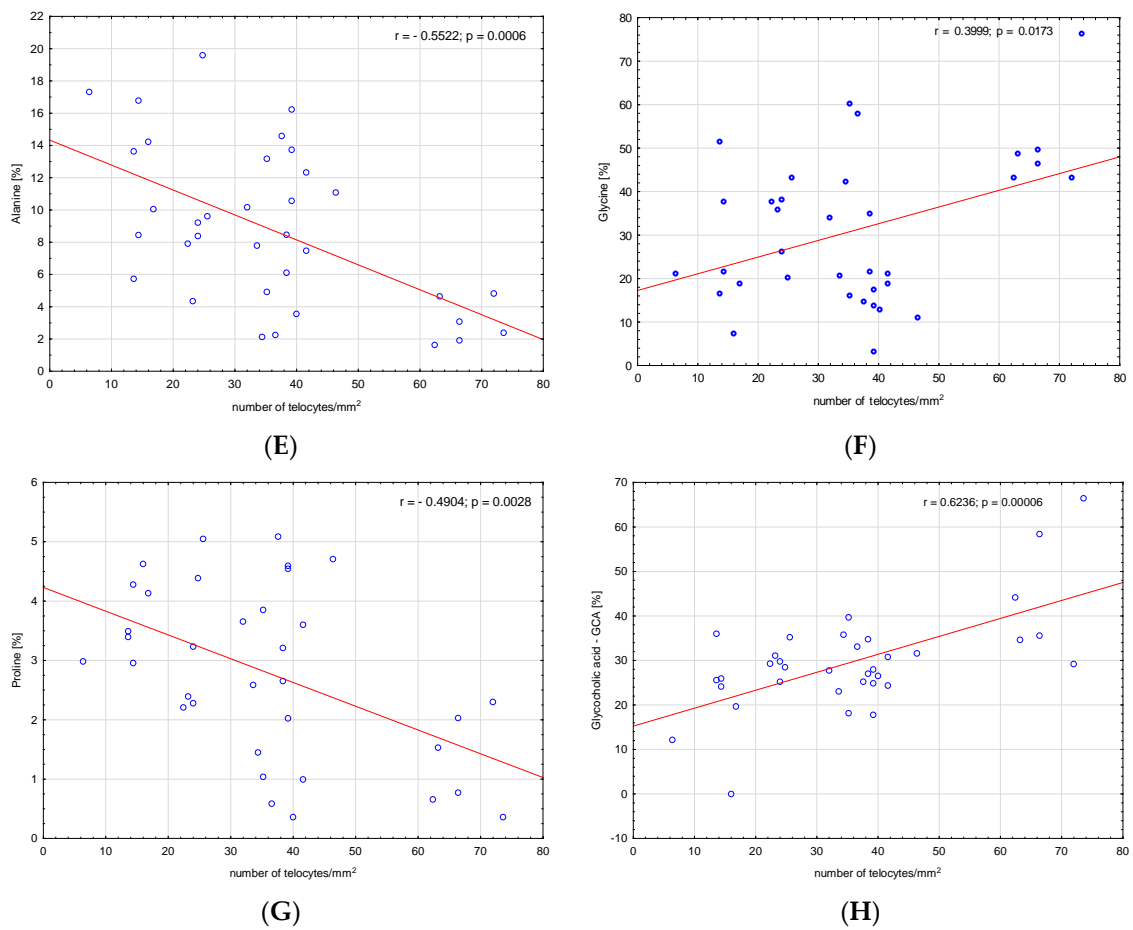 r = - 0.5522; p = 0.0006
Alanine [%]
22
20
18
16
14
12
10
8
6
4
2
0
0 10 20 30 40 50 60 70 80
number of telocytes/mm²
(E)
r = 0.3999; p = 0.0173
Glycine [%]
80
70
60
50
40
30
20
10
0
0 10 20 30 40 50 60 70 80
number of telocytes/mm²
(F)
r = - 0.4904; p = 0.0028
Proline [%]
6
5
4
3
2
1
0
0 10 20 30 40 50 60 70 80
number of telocytes/mm²
(G)
r = 0.6236; p = 0.00006
Glycocholic acid - GCA [%]
70
60
50
40
30
20
10
0
-10
0 10 20 30 40 50 60 70 80
number of telocytes/mm²
(H)